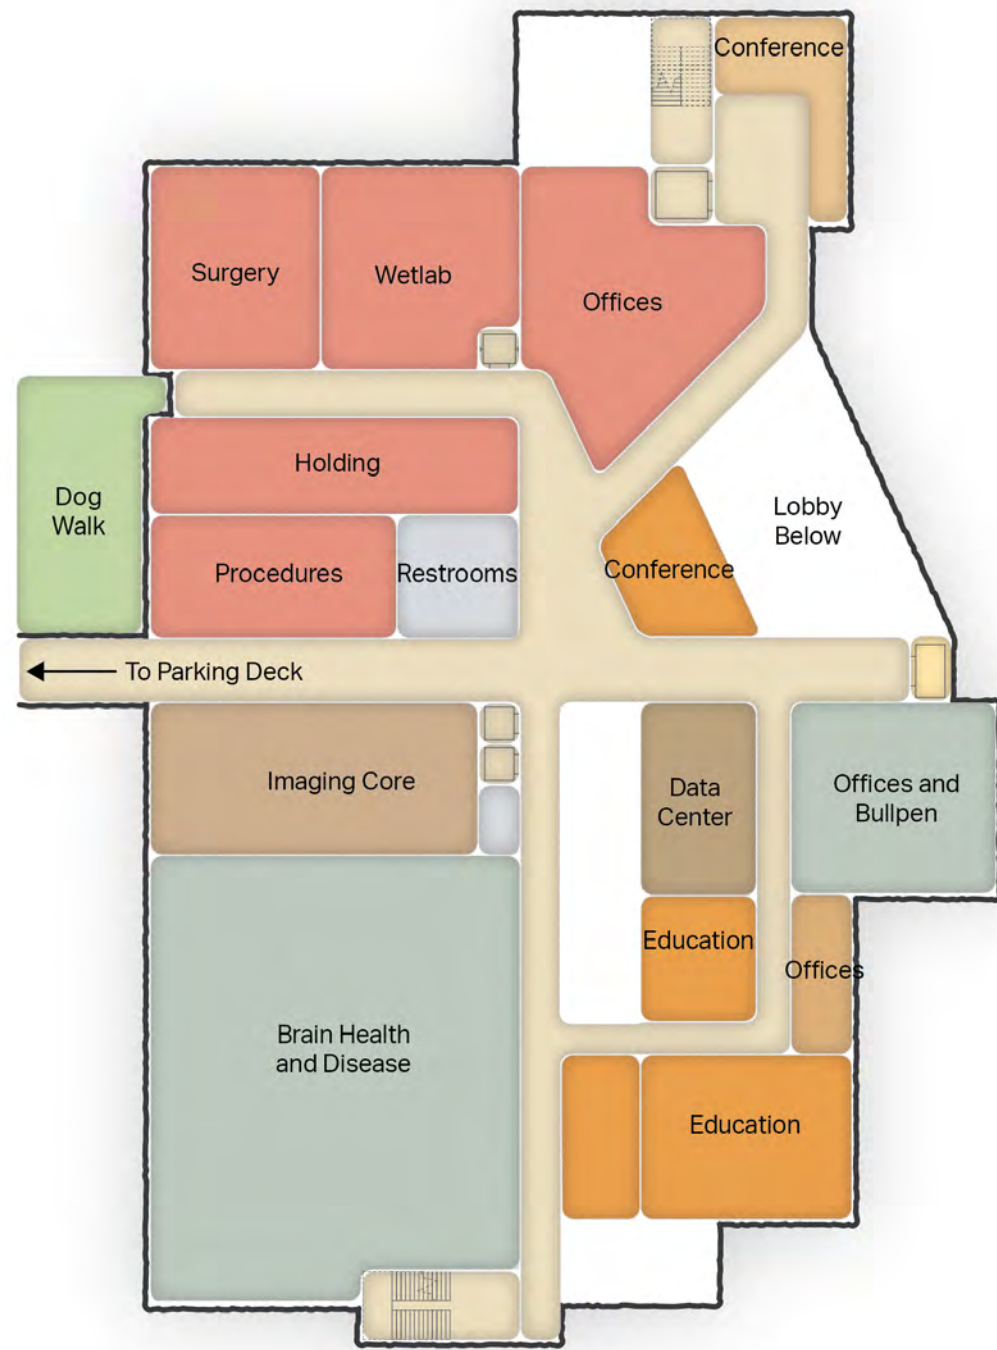 Conference
Surgery
Wetlab
Offices
Holding
Dog
Walk
Lobby
Below
Procedures
Restrooms
Conference
To Parking Deck
Imaging Core
Data
Center
Offices and
Bullpen
Education
Offices
Brain Health
and Disease
Education